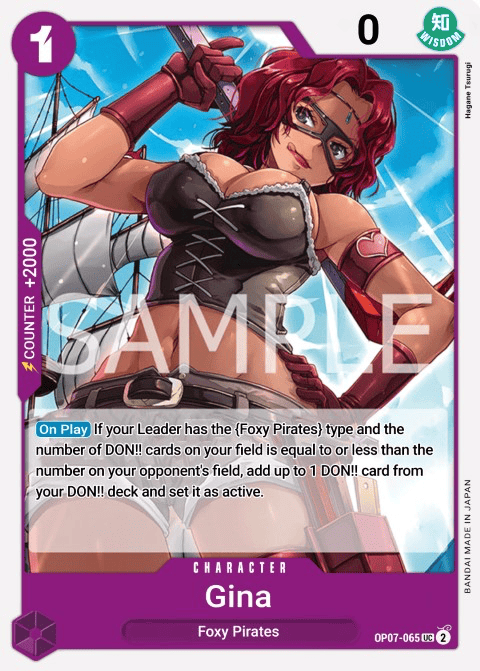 1
0
知
WISDOM
Hagane Tsurugi
COUNTER +2000
SAMPLE
On Play If your Leader has the {Foxy Pirates} type and the
number of DON!! cards on your field is equal to or less than the
number on your opponent's field, add up to 1 DON!! card from
your DON!! deck and set it as active.
BANDAI MADE IN JAPAN
CHARACTER
Gina
Foxy Pirates
OP07-065 UC 2